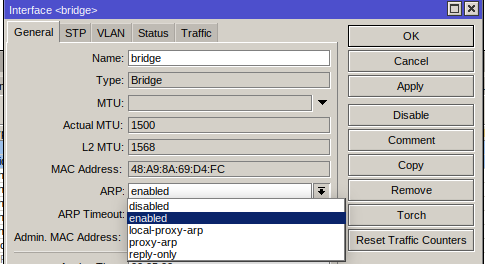 Interface <bridge>
General STP VLAN Status Traffic
Name: bridge
Type: Bridge
MTU:
Actual MTU: 1500
L2 MTU: 1568
MAC Address: 48:A9:8A:69:D4:FC
ARP: enabled
disabled
enabled
local-proxy-arp
proxy-arp
reply-only
ARP Timeout:
Admin. MAC Address:
OK
Cancel
Apply
Disable
Comment
Copy
Remove
Torch
Reset Traffic Counters